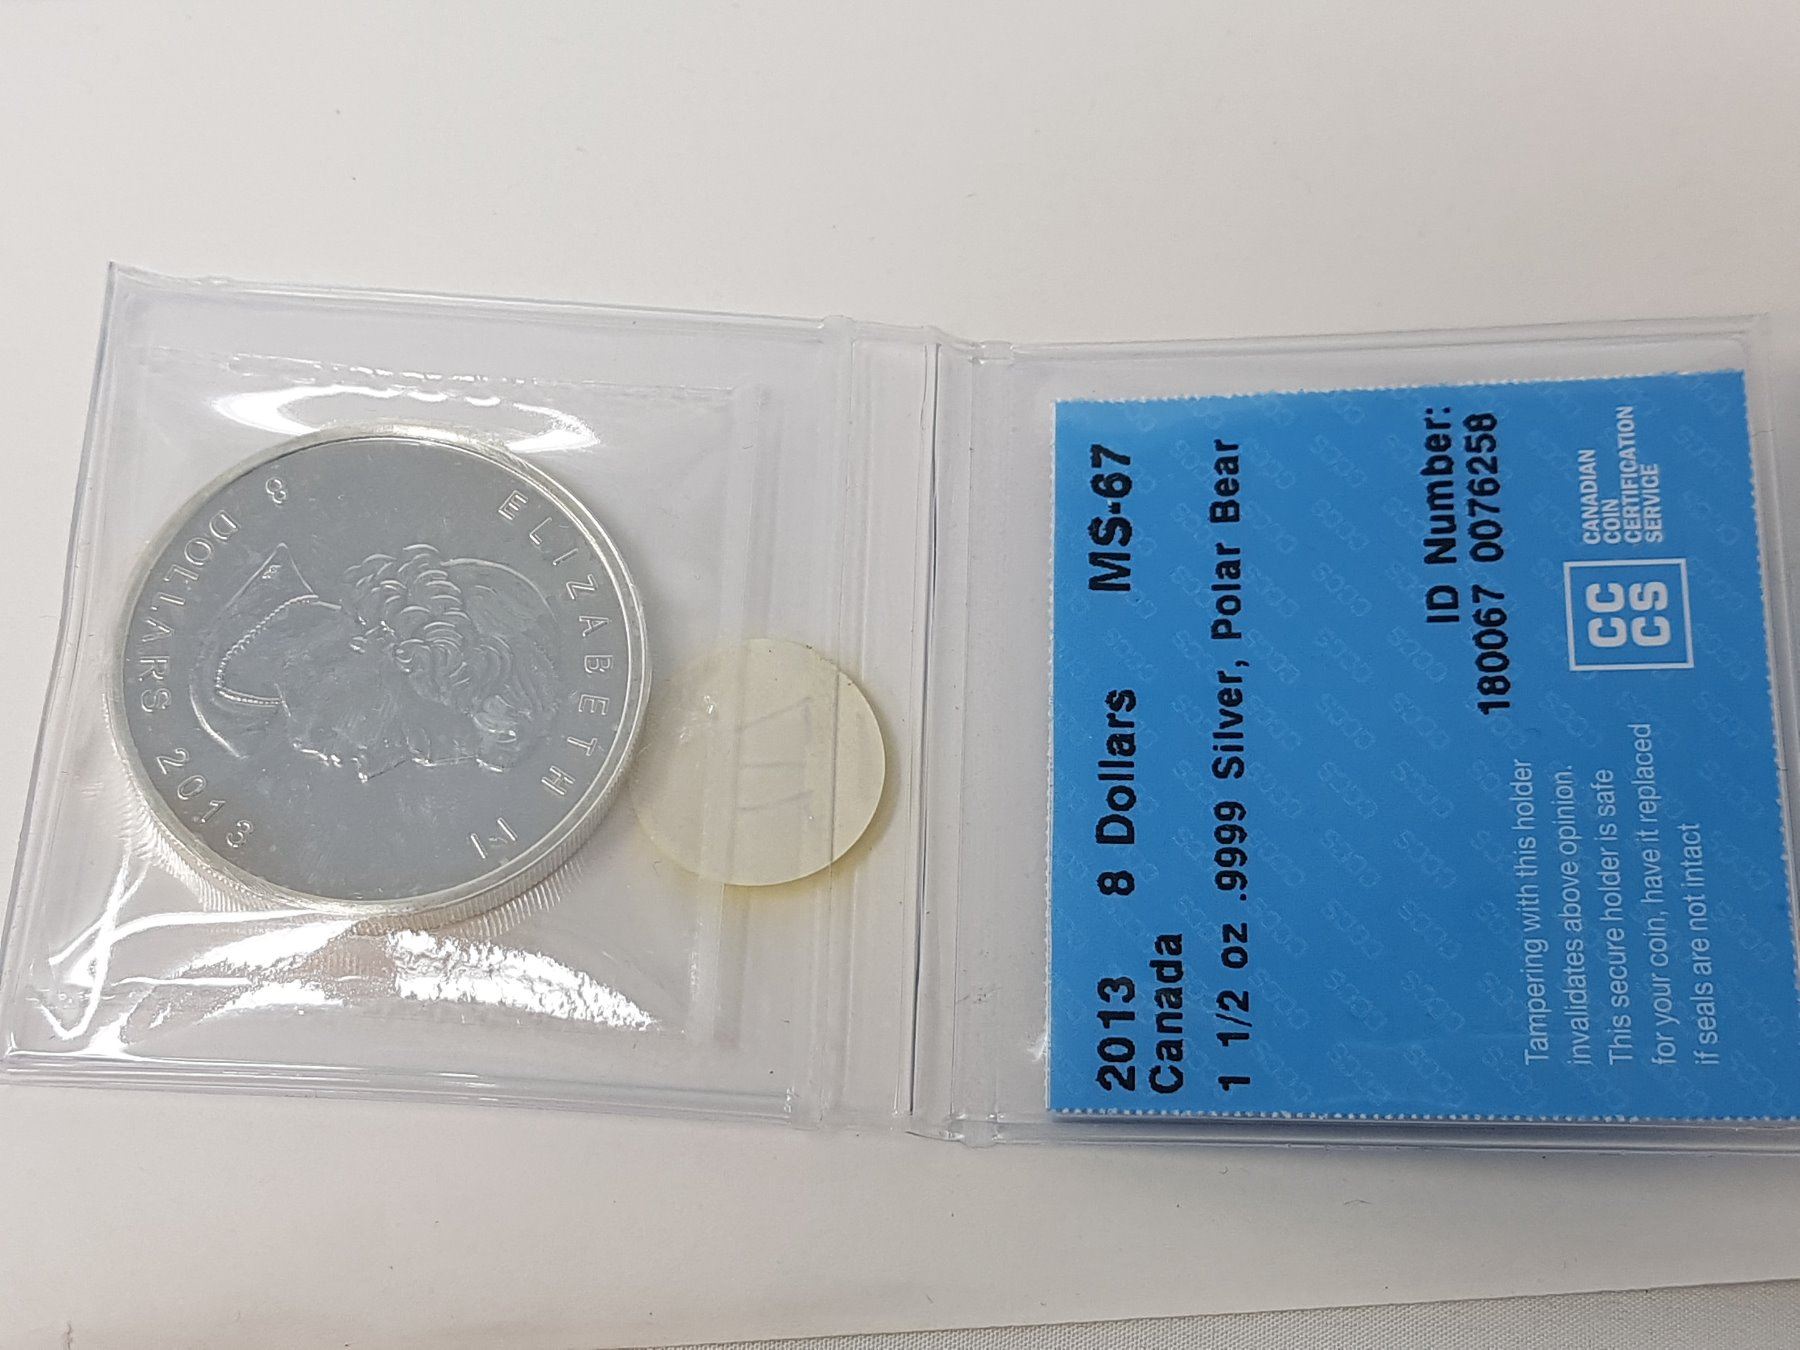 ELIZABETH II
8 DOLLARS 2013
2013 8 Dollars MS-67
Canada
1 1/2 oz .9999 Silver, Polar Bear
ID Number:
180067 0076258
Tampering with this holder
invalidates above opinion.
This secure holder is safe
for your coin, have it replaced
if seals are not intact
CC
CS
CANADIAN
COIN
CERTIFICATION
SERVICE